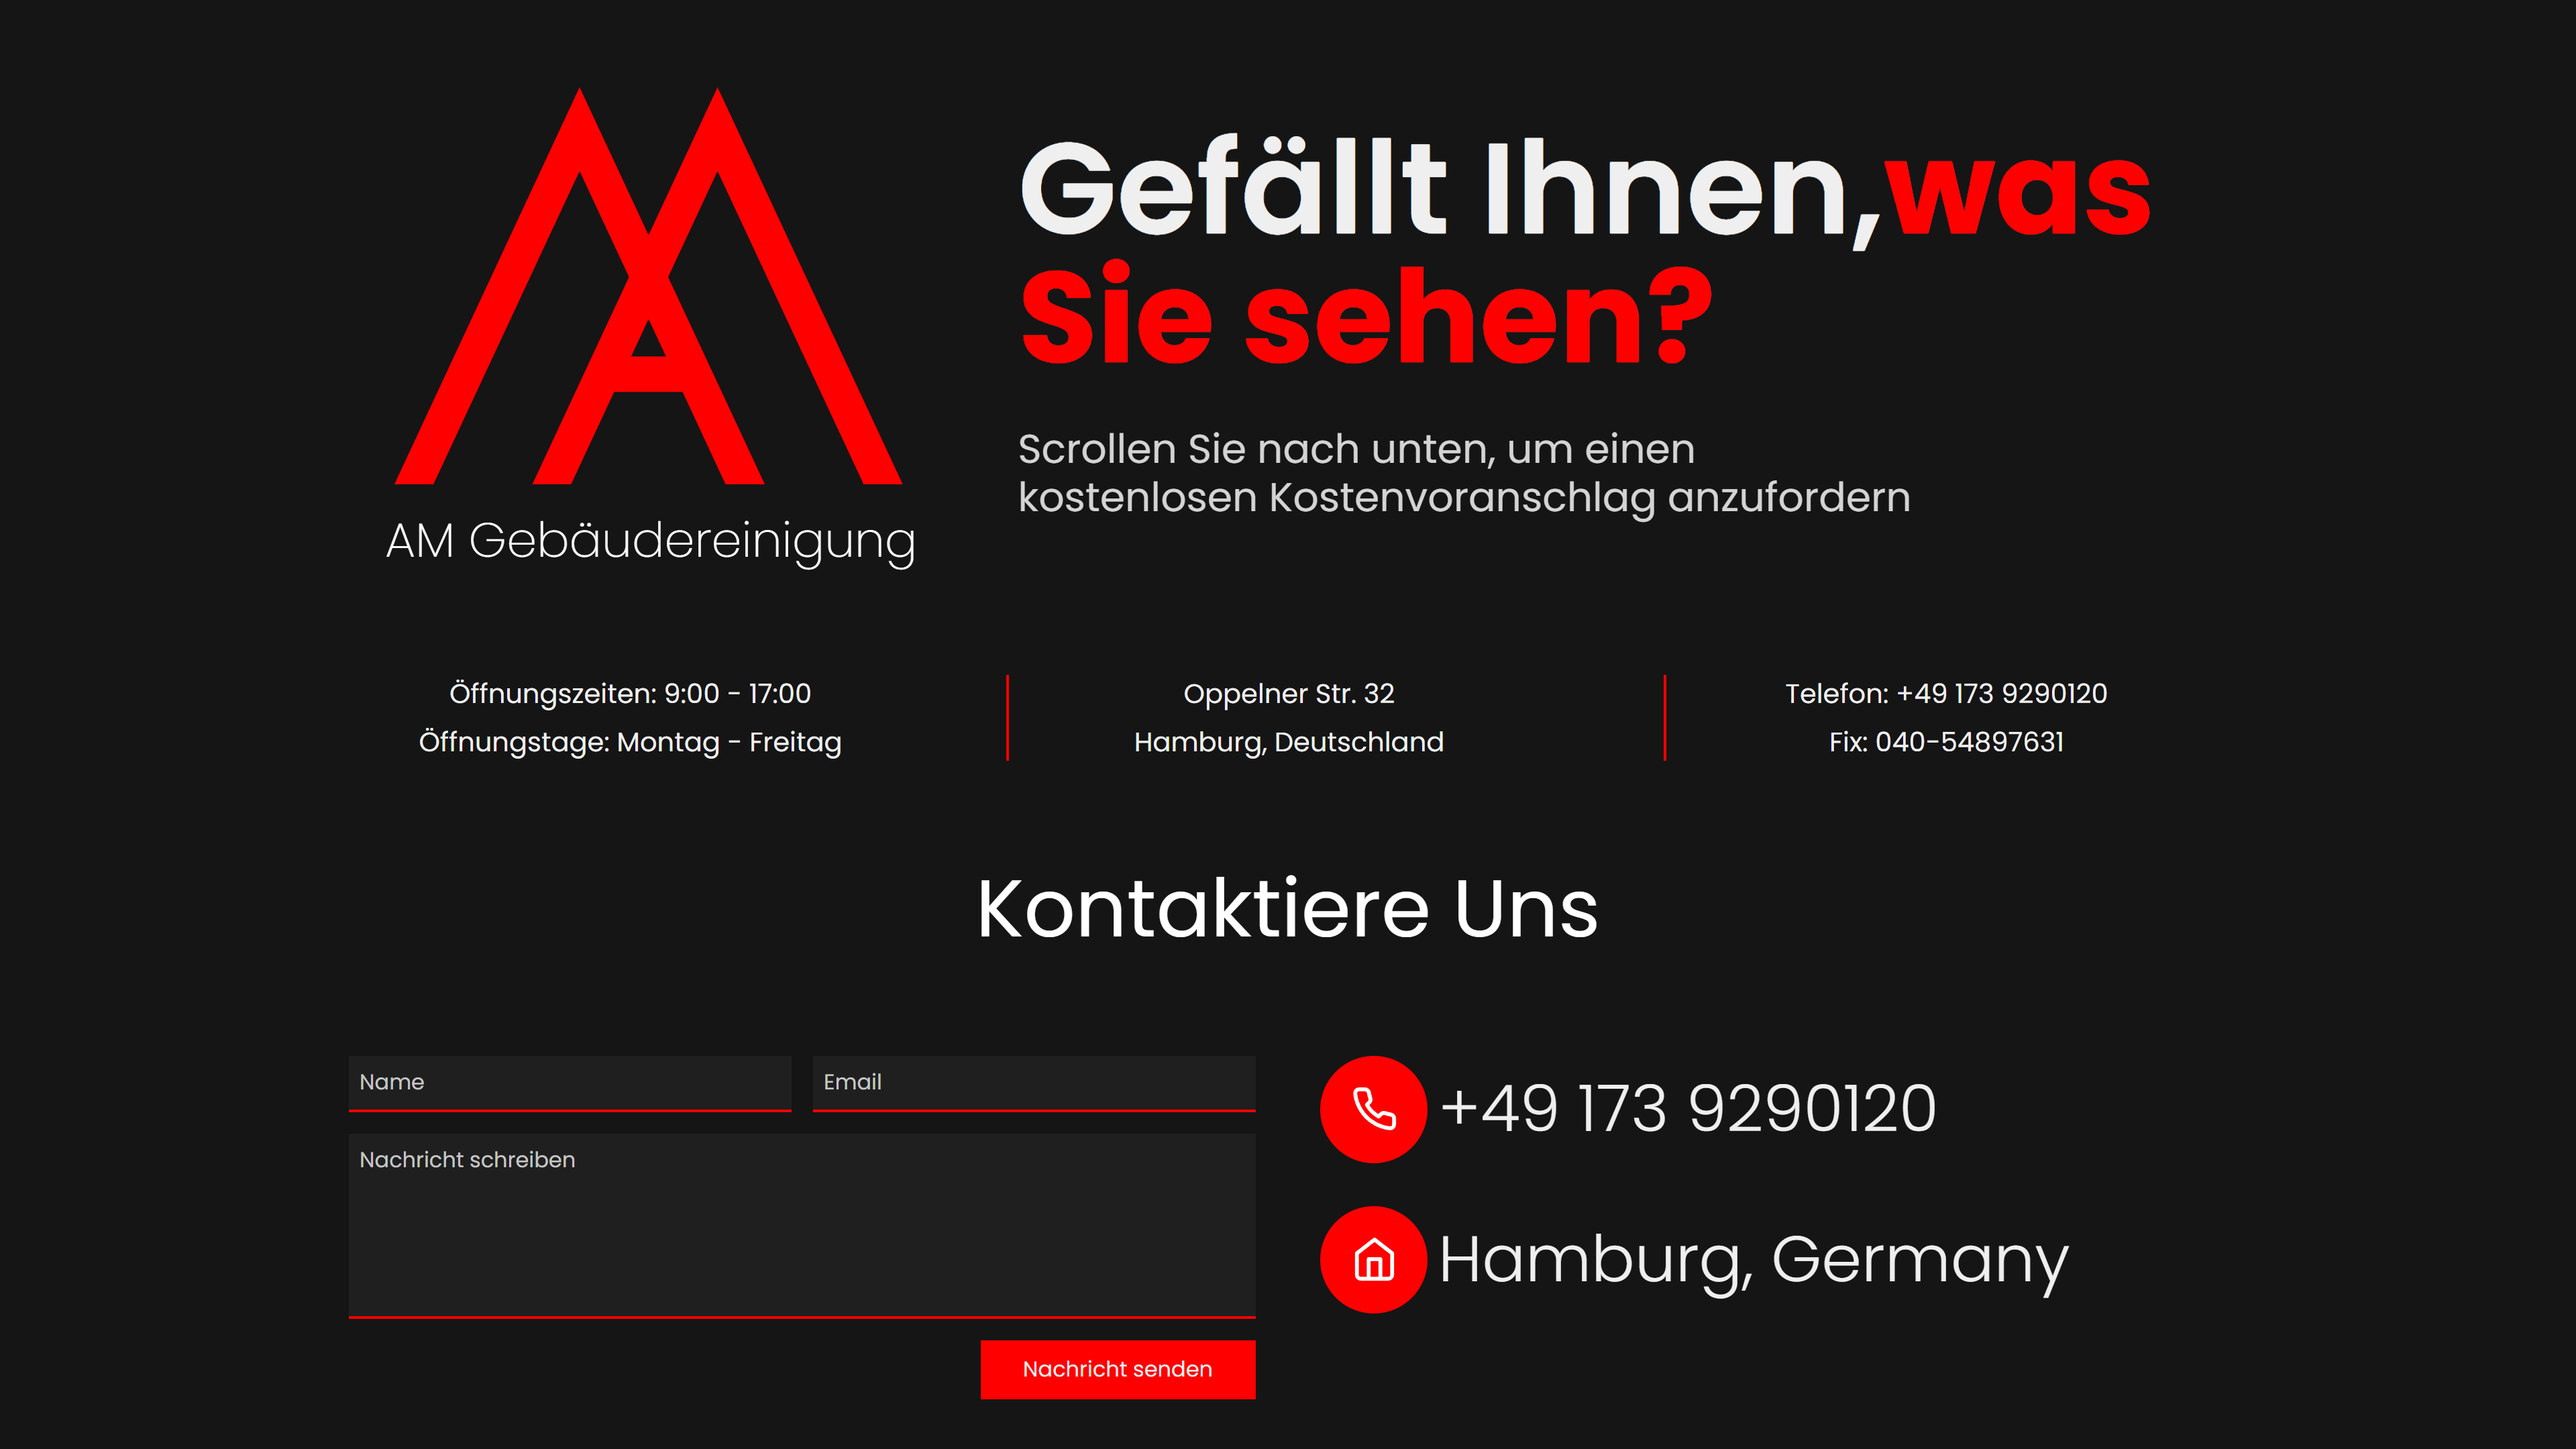 AM Gebäudereinigung
Gefällt Ihnen,was
Sie sehen?
Scrollen Sie nach unten, um einen
kostenlosen Kostenvoranschlag anzufordern
Öffnungszeiten: 9:00 - 17:00
Öffnungstage: Montag - Freitag
Oppelner Str. 32
Hamburg, Deutschland
Telefon: +49 173 9290120
Fix: 040-54897631
Kontaktiere Uns
Name
Email
Nachricht schreiben
Nachricht senden
+49 173 9290120
Hamburg, Germany